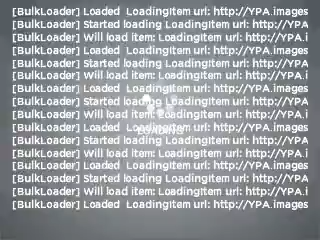 [BulkLoader] Loaded  LoadingItem url: http://YPA.images
[BulkLoader] Started loading LoadingItem url: http://YPA
[BulkLoader] Will load item: LoadingItem url: http://YPA.i
[BulkLoader] Loaded  LoadingItem url: http://YPA.images
[BulkLoader] Started loading LoadingItem url: http://YPA
[BulkLoader] Will load item: LoadingItem url: http://YPA.i
[BulkLoader] Loaded  LoadingItem url: http://YPA.images
[BulkLoader] Started loading LoadingItem url: http://YPA
[BulkLoader] Will load item: LoadingItem url: http://YPA.i
[BulkLoader] Loaded  LoadingItem url: http://YPA.images
LOADING
[BulkLoader] Started loading LoadingItem url: http://YPA
[BulkLoader] Will load item: LoadingItem url: http://YPA.i
[BulkLoader] Loaded  LoadingItem url: http://YPA.images
[BulkLoader] Started loading LoadingItem url: http://YPA
[BulkLoader] Will load item: LoadingItem url: http://YPA.i
[BulkLoader] Loaded  LoadingItem url: http://YPA.images